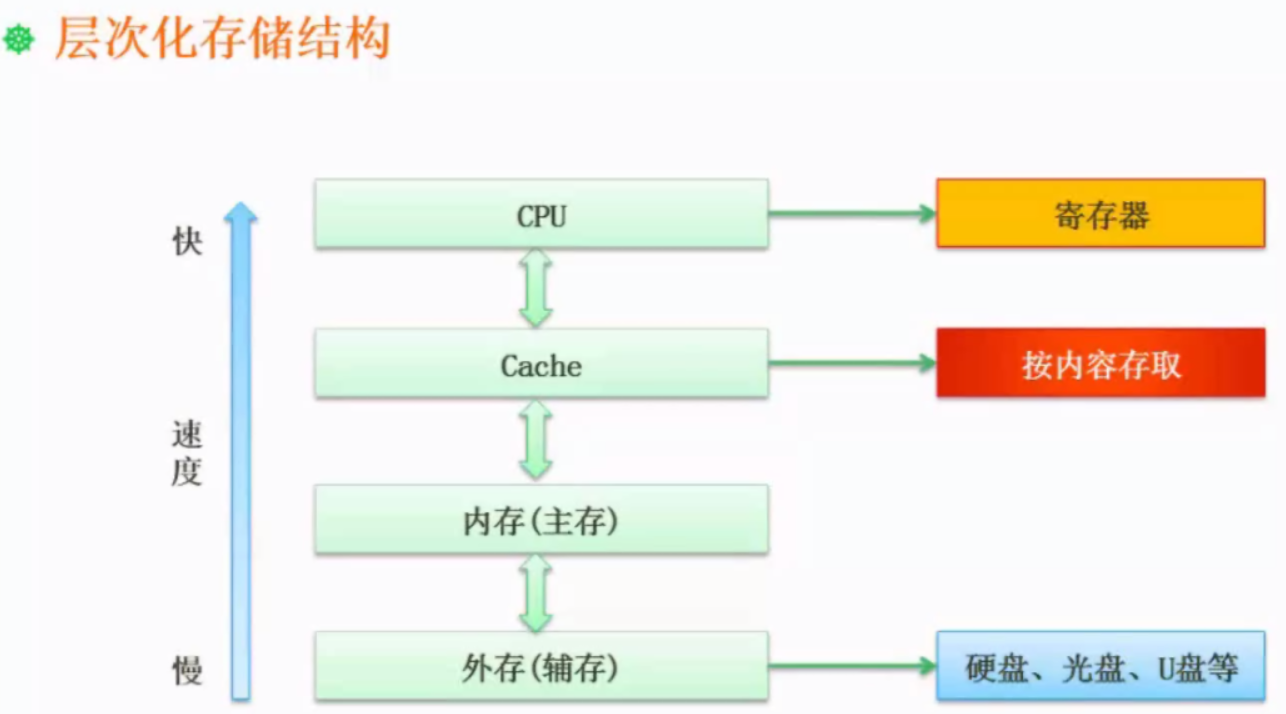 层次化存储结构
快
CPU
寄存器
Cache
按内容存取
速
度
内存(主存)
慢
外存(辅存)
硬盘、光盘、U盘等